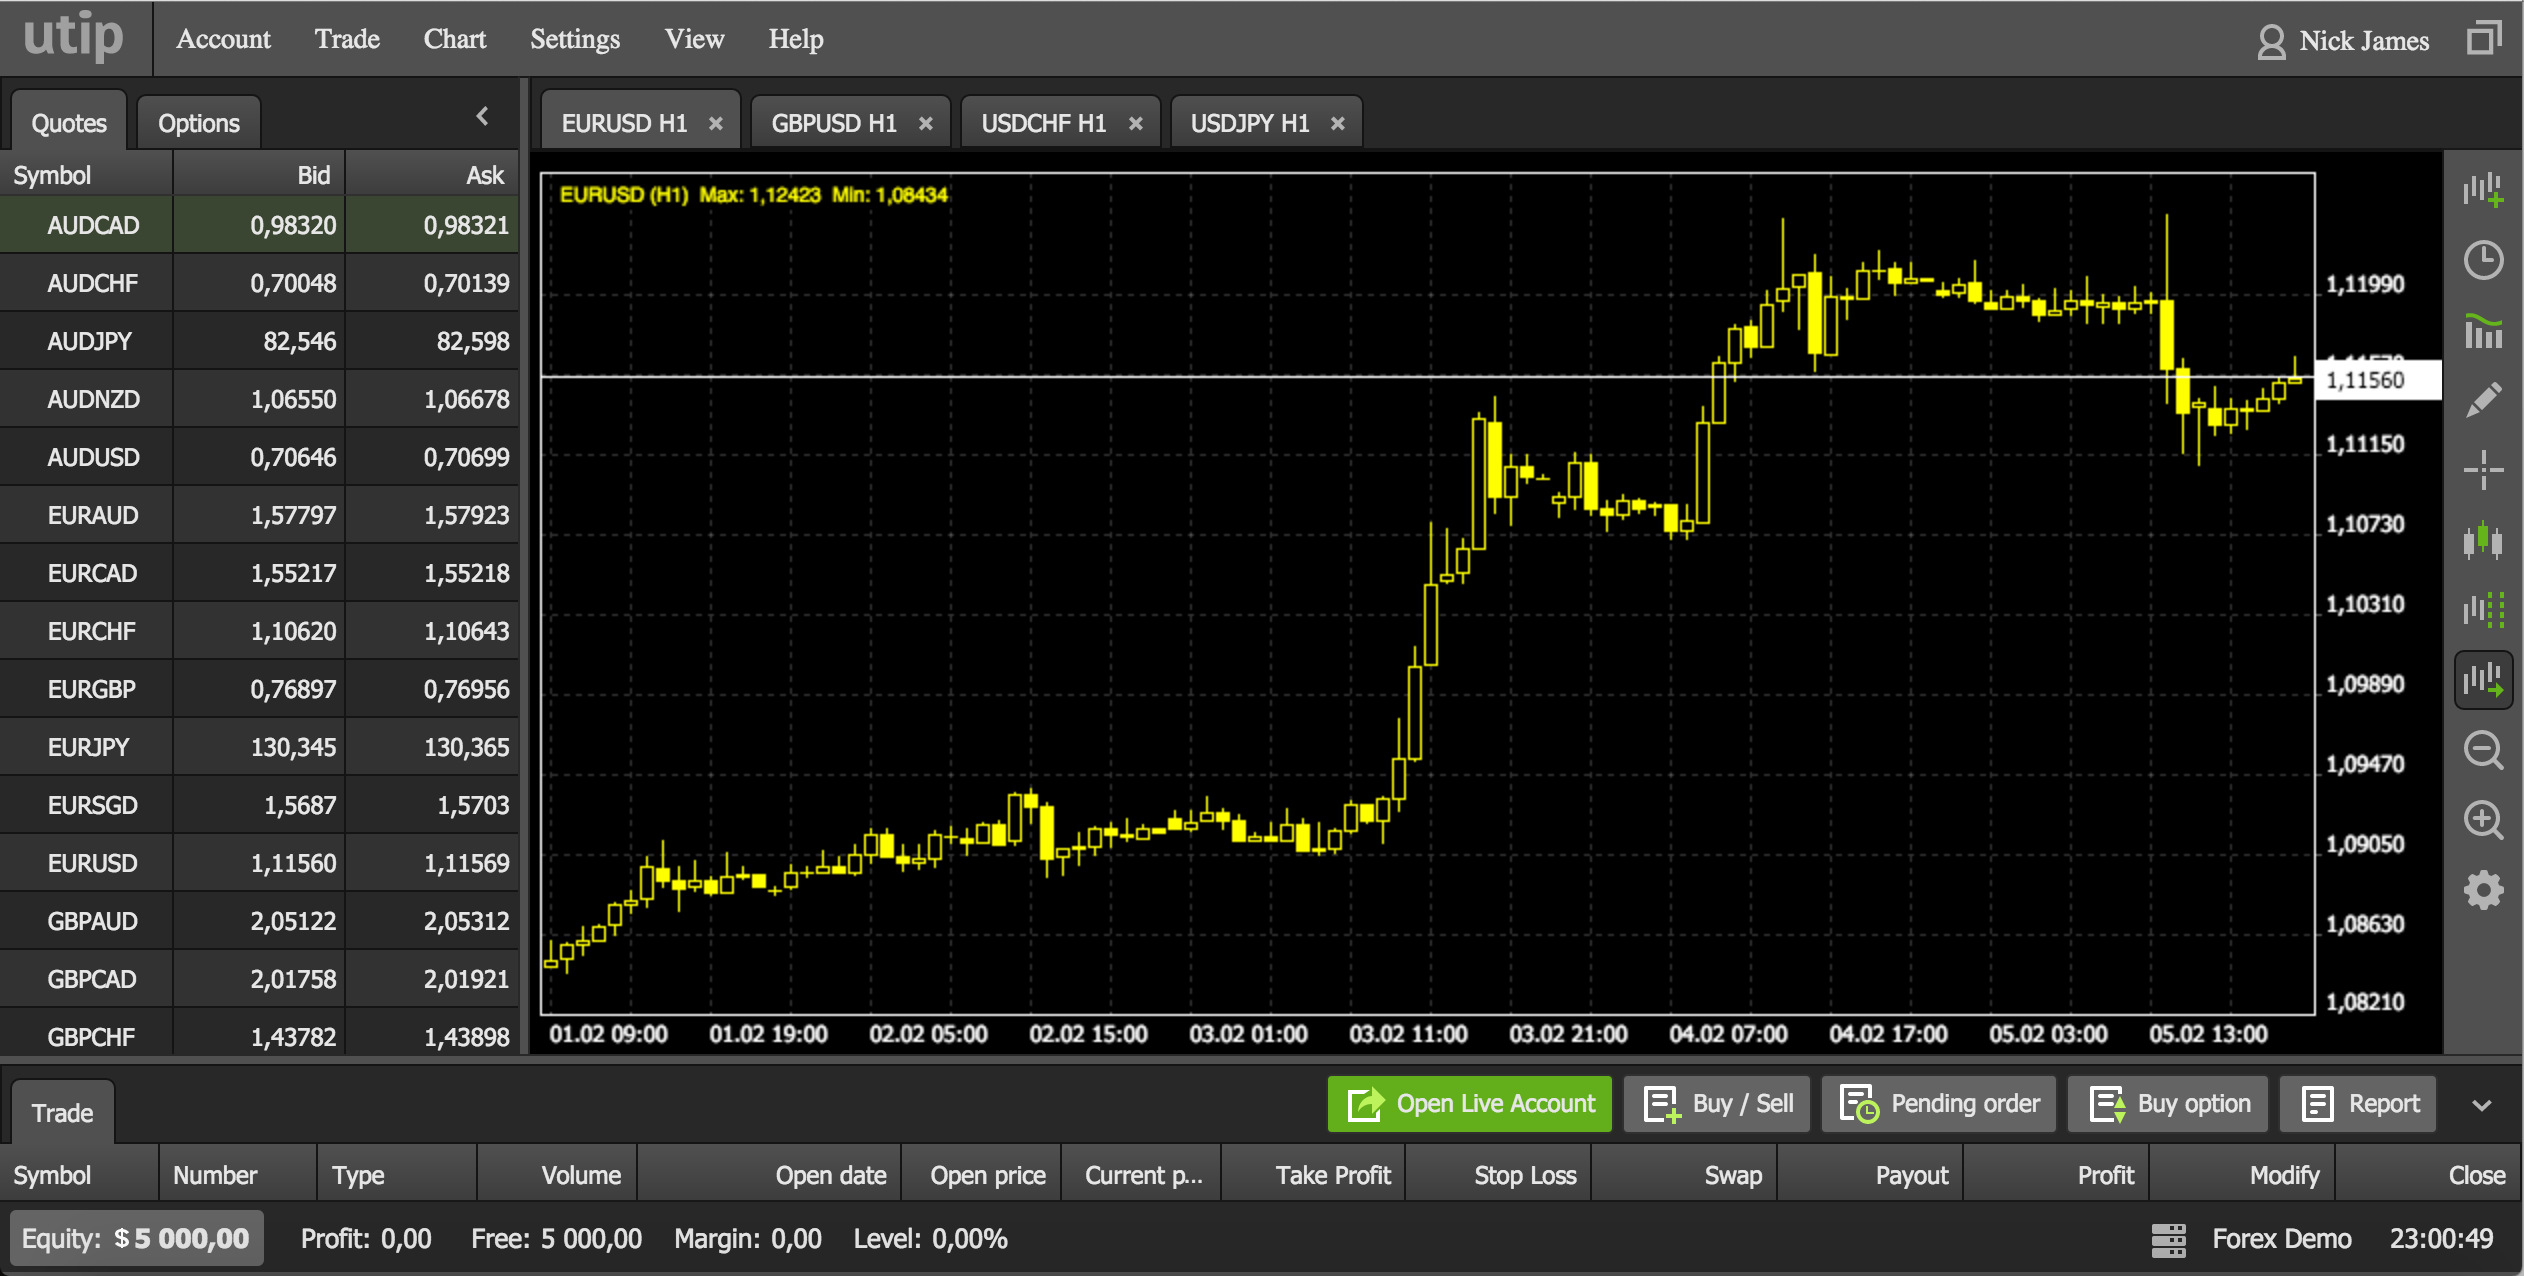 utip Account Trade Chart Settings View Help Nick James
Quotes Options
EURUSD H1 GBPUSD H1 USDCHF H1 USDJPY H1
Symbol Bid Ask
AUDCAD 0,98320 0,98321
AUDCHF 0,70048 0,70139
AUDJPY 82,546 82,598
AUDNZD 1,06550 1,06678
AUDUSD 0,70646 0,70699
EURAUD 1,57797 1,57923
EURCAD 1,55217 1,55218
EURCHF 1,10620 1,10643
EURGBP 0,76897 0,76956
EURJPY 130,345 130,365
EURSGD 1,5687 1,5703
EURUSD 1,11560 1,11569
GBPAUD 2,05122 2,05312
GBPCAD 2,01758 2,01921
GBPCHF 1,43782 1,43898
EURUSD (H1) Max: 1,12423 Min: 1,08434
1,11990
1,11560
1,11150
1,10730
1,10310
1,09890
1,09470
1,09050
1,08630
1,08210
01.02 09:00 01.02 19:00 02.02 05:00 02.02 15:00 03.02 01:00 03.02 11:00 03.02 21:00 04.02 07:00 04.02 17:00 05.02 03:00 05.02 13:00
Trade
Open Live Account Buy / Sell Pending order Buy option Report
Symbol Number Type Volume Open date Open price Current p... Take Profit Stop Loss Swap Payout Profit Modify Close
Equity: $ 5 000,00 Profit: 0,00 Free: 5 000,00 Margin: 0,00 Level: 0,00% Forex Demo 23:00:49